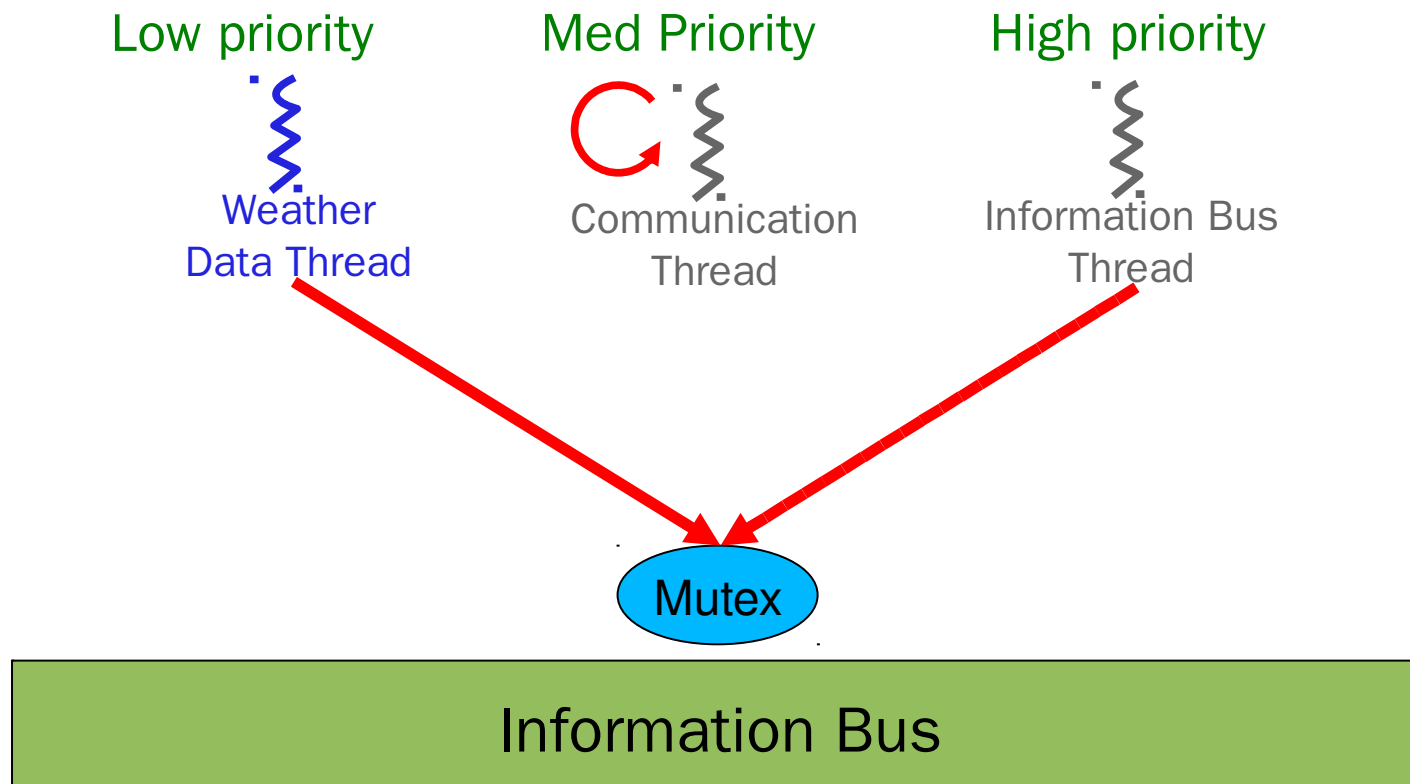 Low priority
Med Priority
High priority
Weather
Data Thread
Communication
Thread
Information Bus
Thread
Mutex
Information Bus